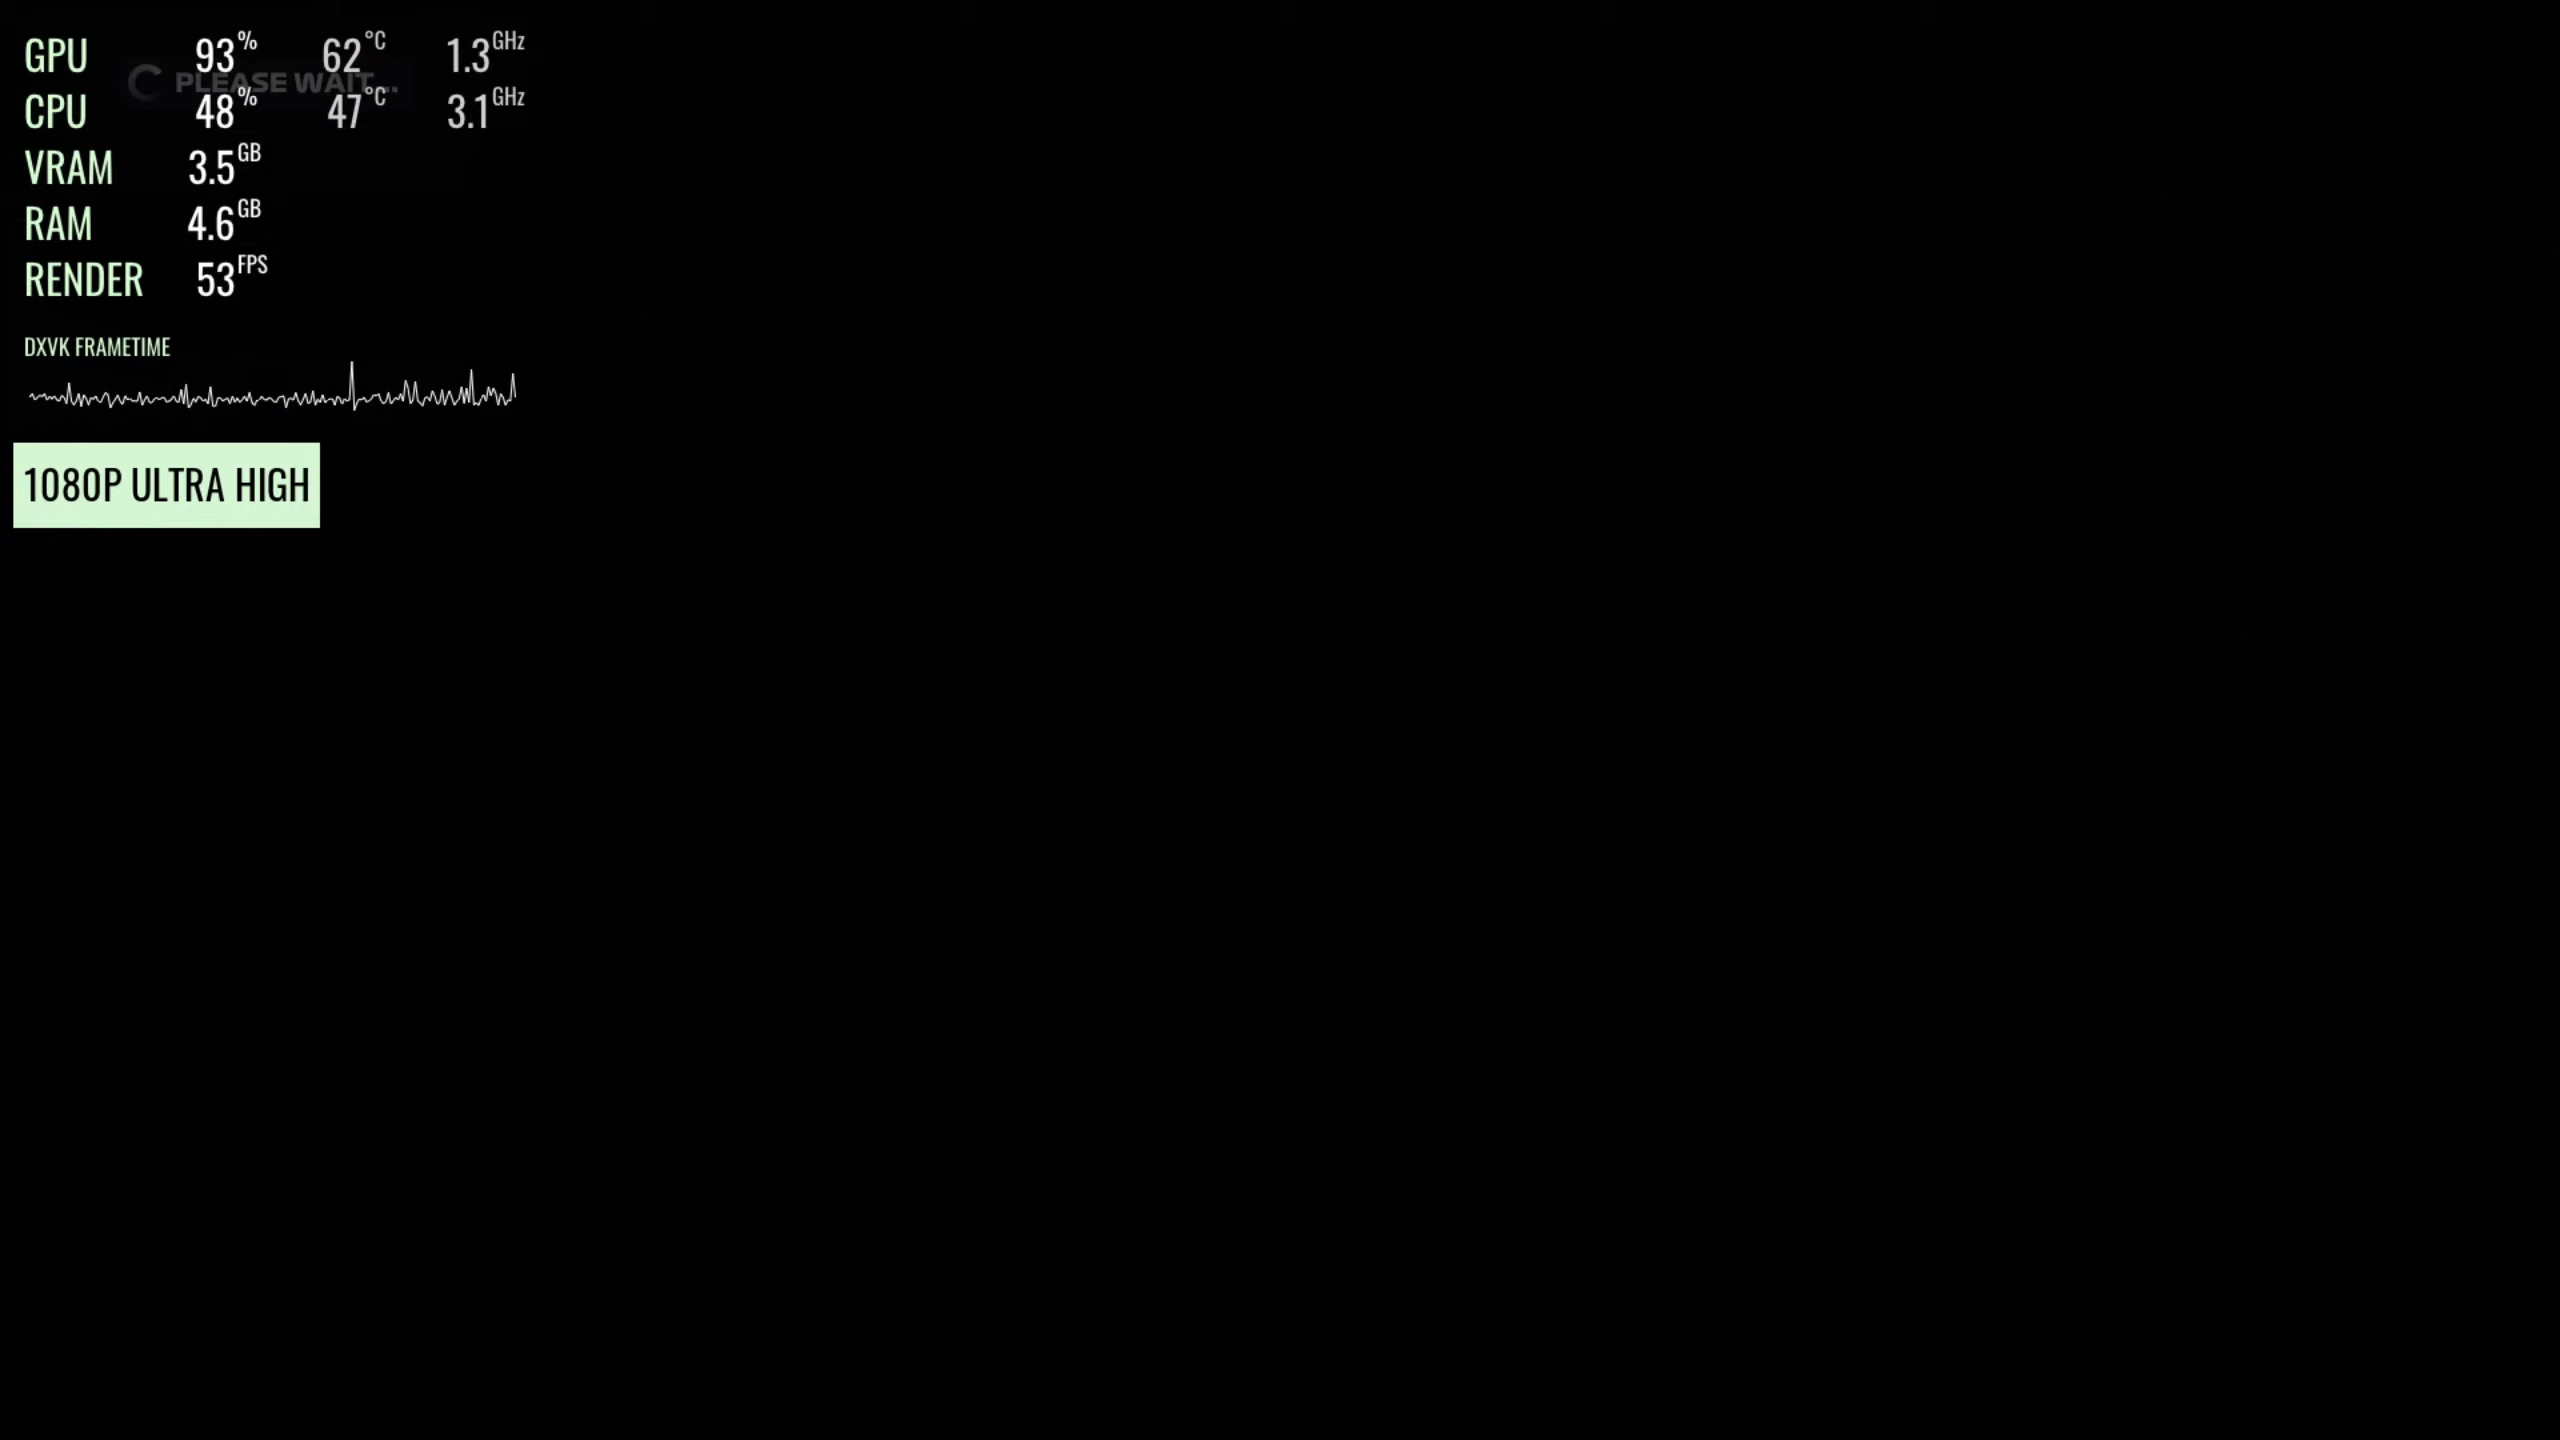 GPU 93% 62°C 1.3GHz
PLEASE WAIT...
CPU 48% 47°C 3.1GHz
VRAM 3.5GB
RAM 4.6GB
RENDER 53FPS
DXVK FRAMETIME
1080P ULTRA HIGH